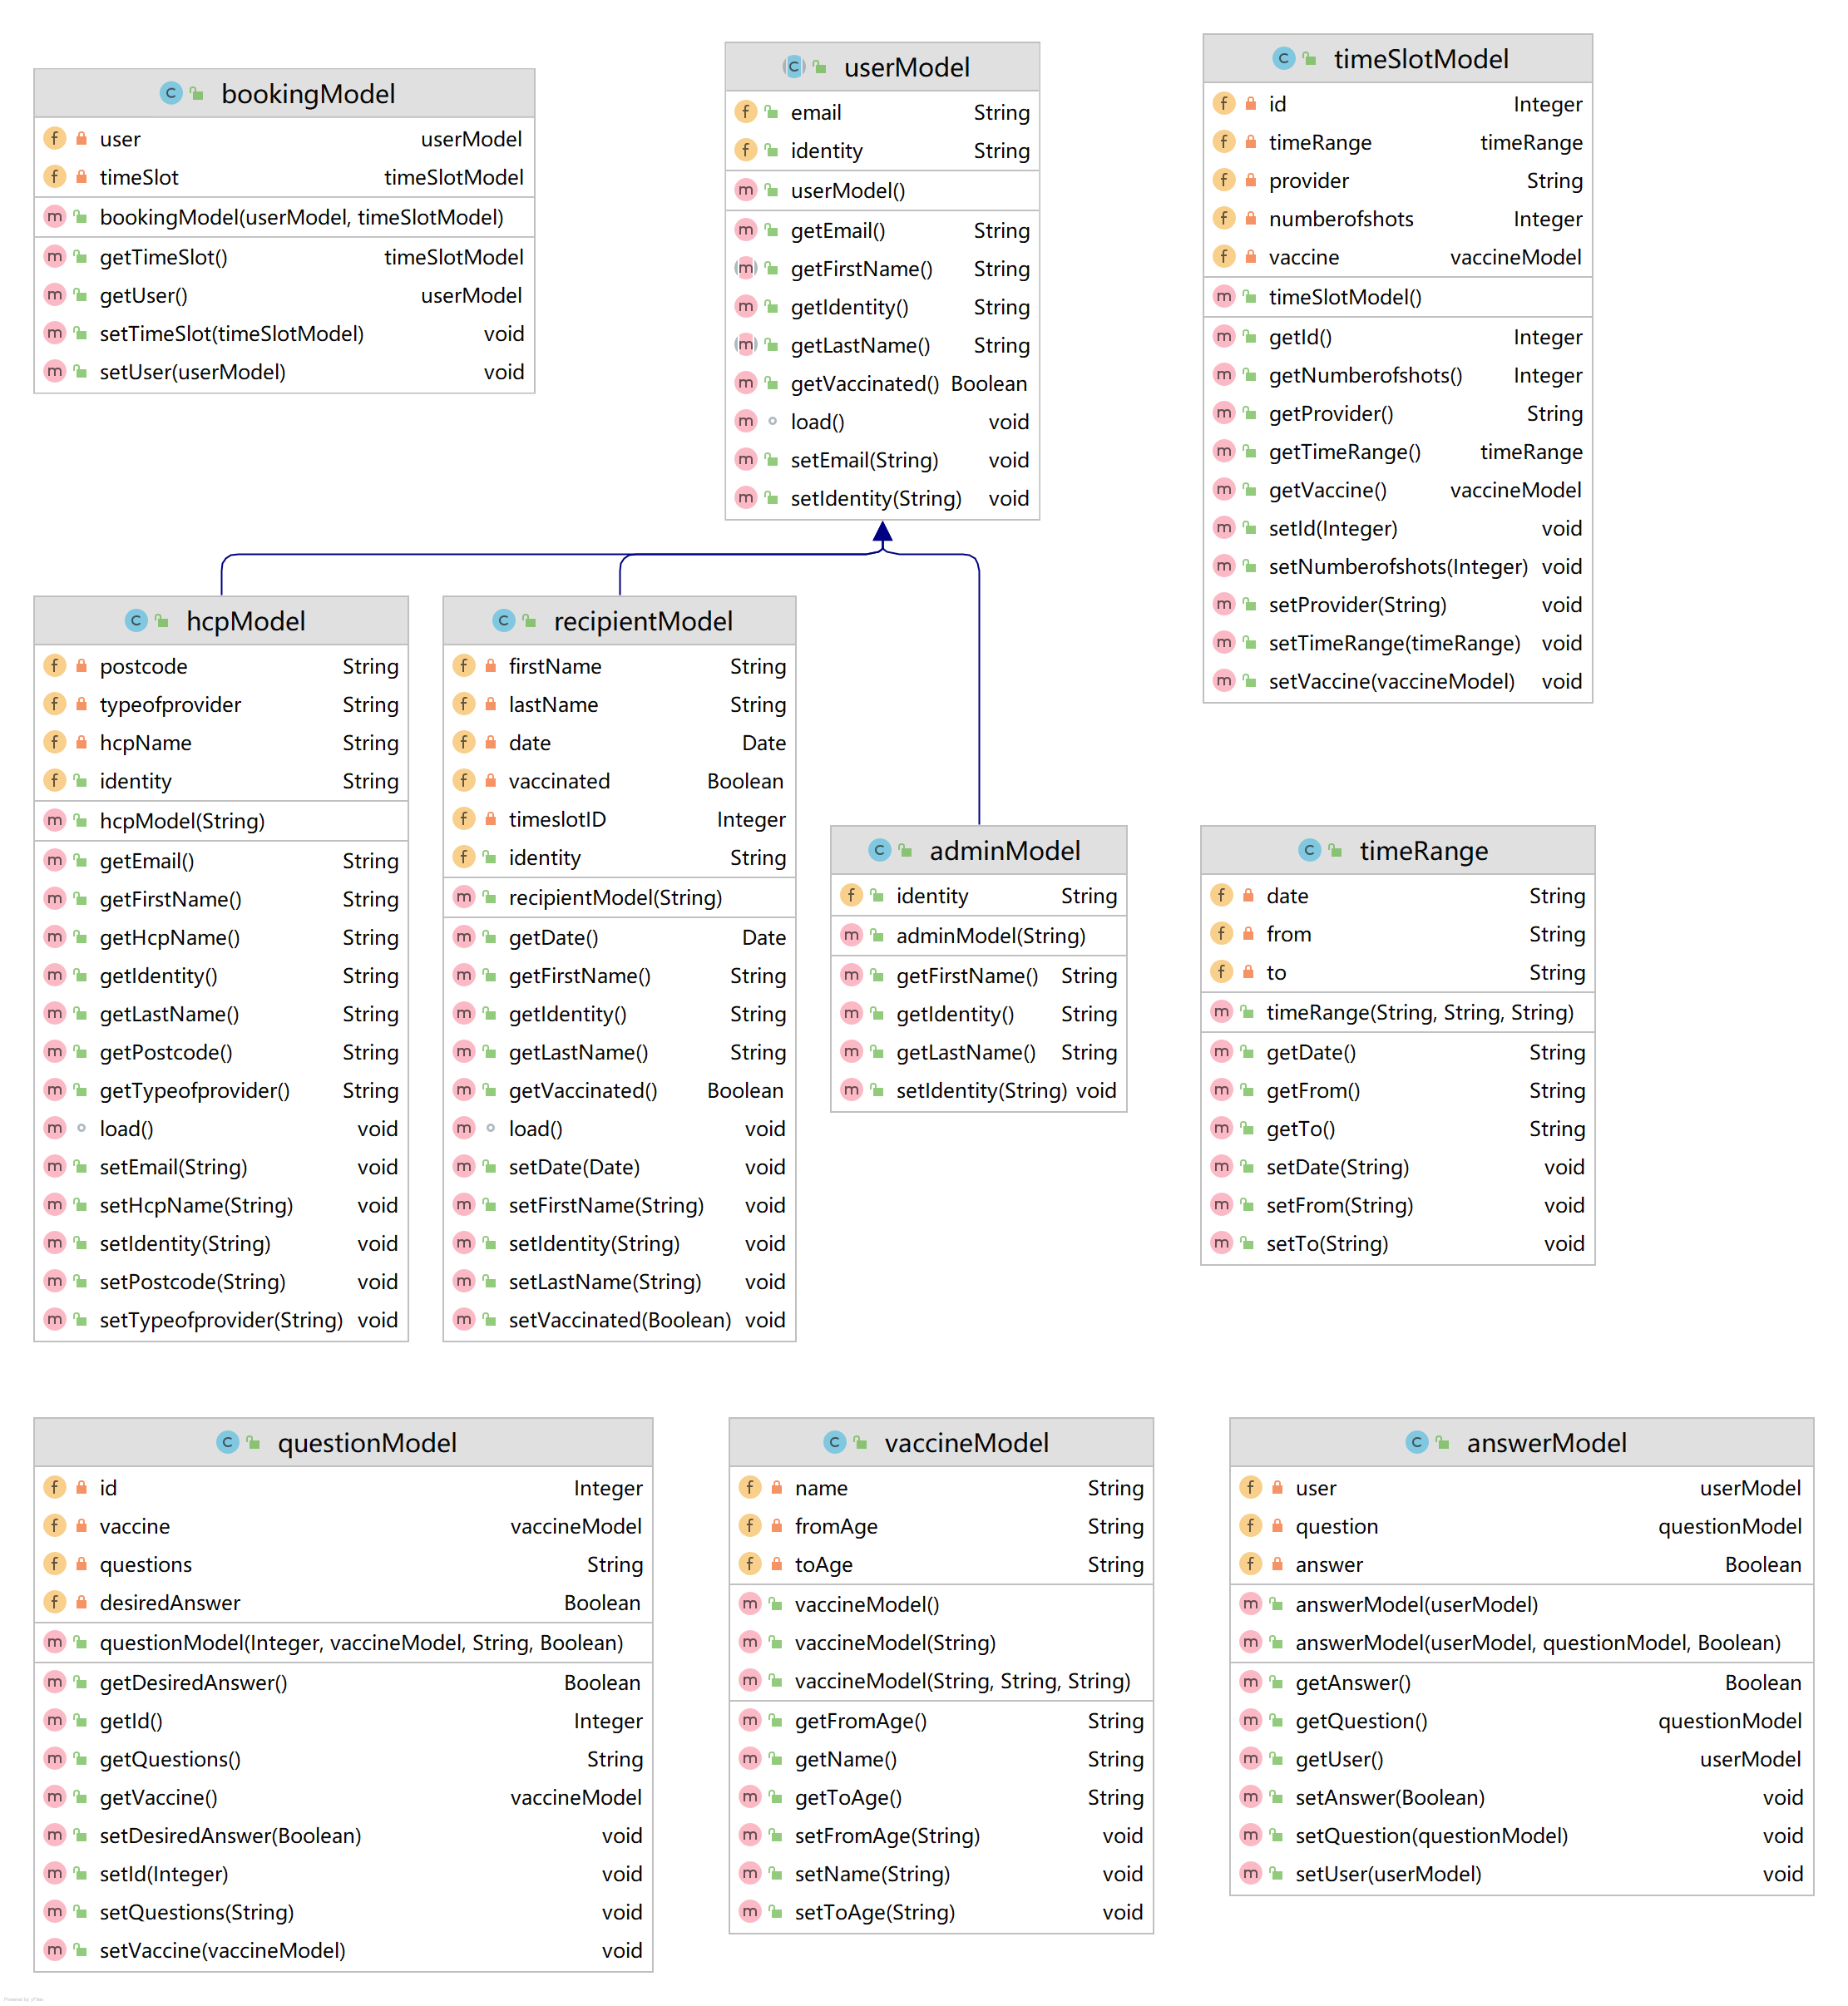 bookingModel
user userModel
timeSlot timeSlotModel
bookingModel(userModel, timeSlotModel)
getTimeSlot() timeSlotModel
getUser() userModel
setTimeSlot(timeSlotModel) void
setUser(userModel) void
userModel
email String
identity String
userModel()
getEmail() String
getFirstName() String
getIdentity() String
getLastName() String
getVaccinated() Boolean
load() void
setEmail(String) void
setIdentity(String) void
timeSlotModel
id Integer
timeRange timeRange
provider String
numberofshots Integer
vaccine vaccineModel
timeSlotModel()
getId() Integer
getNumberofshots() Integer
getProvider() String
getTimeRange() timeRange
getVaccine() vaccineModel
setId(Integer) void
setNumberofshots(Integer) void
setProvider(String) void
setTimeRange(timeRange) void
setVaccine(vaccineModel) void
hcpModel
postcode String
typeofprovider String
hcpName String
identity String
hcpModel(String)
getEmail() String
getFirstName() String
getHcpName() String
getIdentity() String
getLastName() String
getPostcode() String
getTypeofprovider() String
load() void
setEmail(String) void
setHcpName(String) void
setIdentity(String) void
setPostcode(String) void
setTypeofprovider(String) void
recipientModel
firstName String
lastName String
date Date
vaccinated Boolean
timeslotID Integer
identity String
recipientModel(String)
getDate() Date
getFirstName() String
getIdentity() String
getLastName() String
getVaccinated() Boolean
load() void
setDate(Date) void
setFirstName(String) void
setIdentity(String) void
setLastName(String) void
setVaccinated(Boolean) void
adminModel
identity String
adminModel(String)
getFirstName() String
getIdentity() String
getLastName() String
setIdentity(String) void
timeRange
date String
from String
to String
timeRange(String, String, String)
getDate() String
getFrom() String
getTo() String
setDate(String) void
setFrom(String) void
setTo(String) void
questionModel
id Integer
vaccine vaccineModel
questions String
desiredAnswer Boolean
questionModel(Integer, vaccineModel, String, Boolean)
getDesiredAnswer() Boolean
getId() Integer
getQuestions() String
getVaccine() vaccineModel
setDesiredAnswer(Boolean) void
setId(Integer) void
setQuestions(String) void
setVaccine(vaccineModel) void
vaccineModel
name String
fromAge String
toAge String
vaccineModel()
vaccineModel(String)
vaccineModel(String, String, String)
getFromAge() String
getName() String
getToAge() String
setFromAge(String) void
setName(String) void
setToAge(String) void
answerModel
user userModel
question questionModel
answer Boolean
answerModel(userModel)
answerModel(userModel, questionModel, Boolean)
getAnswer() Boolean
getQuestion() questionModel
getUser() userModel
setAnswer(Boolean) void
setQuestion(questionModel) void
setUser(userModel) void
Powered by yFiles